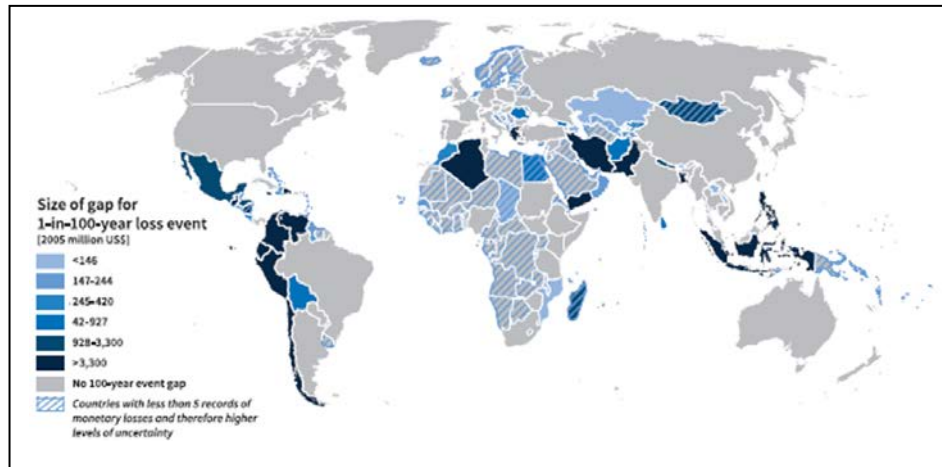 Size of gap for
1-in-100-year loss event
[2005 million US$]
<146
147-244
245-420
42-927
928-3,300
>3,300
No 100-year event gap
Countries with less than 5 records of
monetary losses and therefore higher
levels of uncertainty